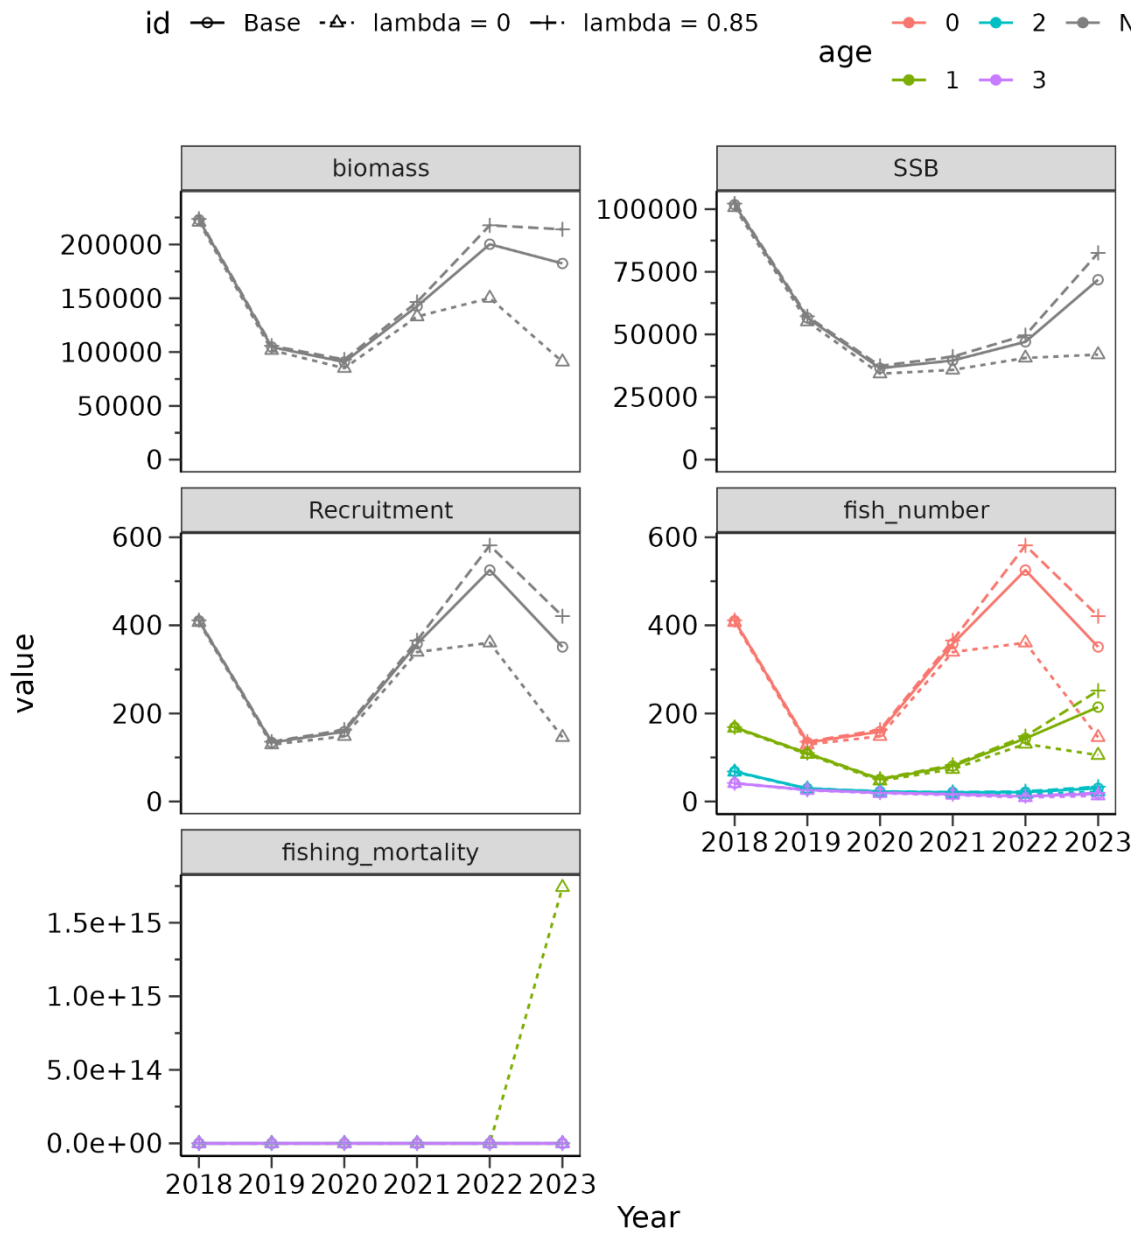 id Base lambda = 0 lambda = 0.85 0 2
age
1 3
biomass
SSB
200000
150000
100000
50000
0
100000
75000
50000
25000
0
Recruitment
fish_number
600
400
200
0
600
400
200
0
2018 2019 2020 2021 2022 2023
fishing_mortality
1.5e+15
1.0e+15
5.0e+14
0.0e+00
2018 2019 2020 2021 2022 2023
value
Year